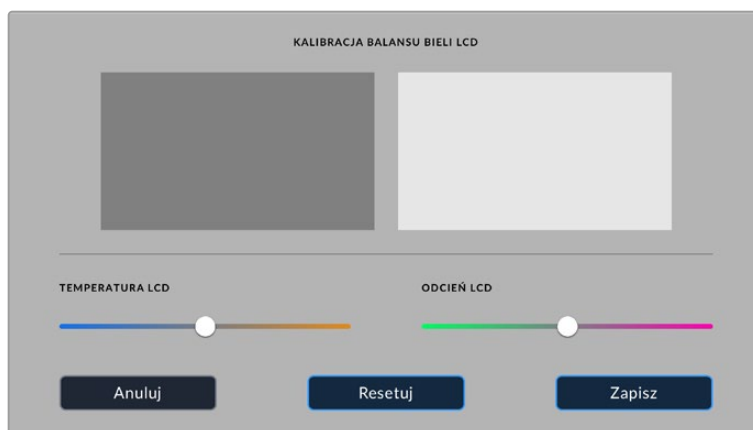 KALIBRACJA BALANSU BIELI LCD
TEMPERATURA LCD
ODCIEŃ LCD
Anuluj
Resetuj
Zapisz